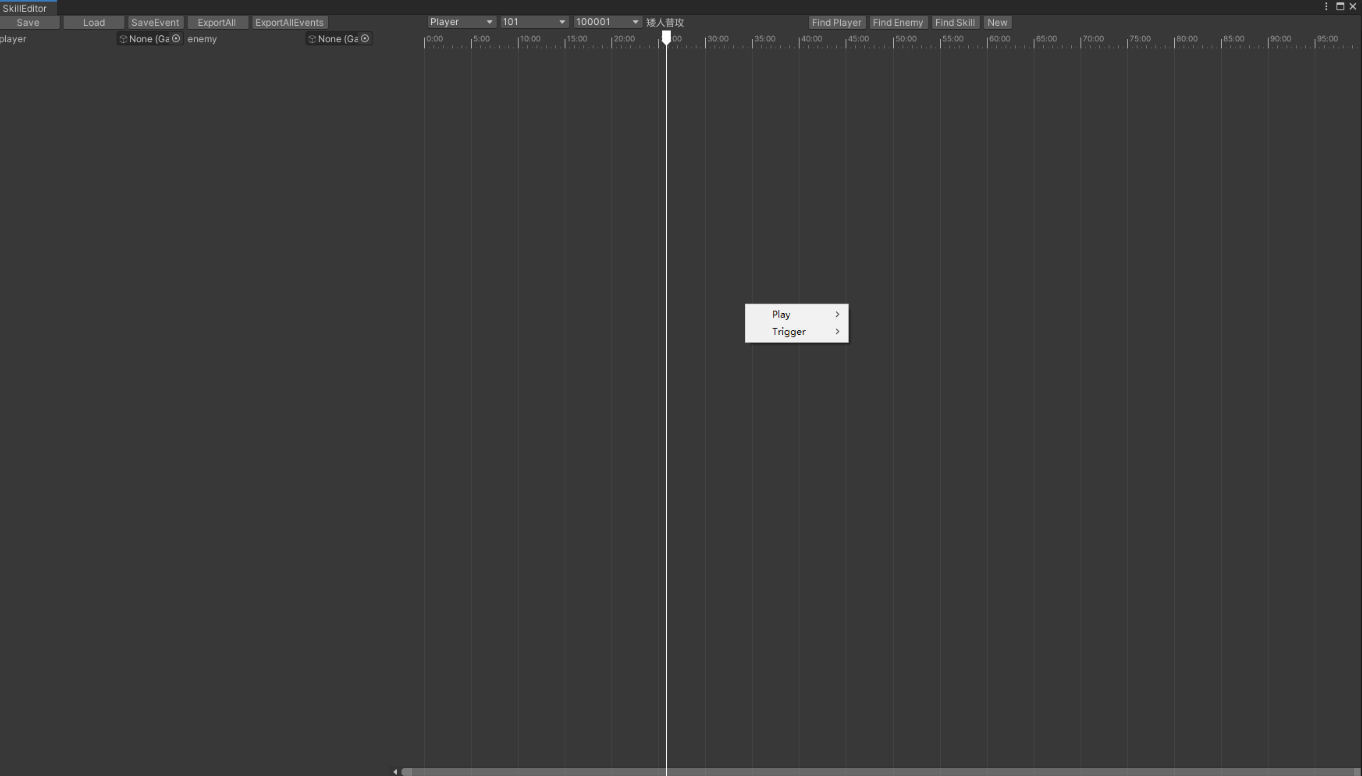 SkillEditor
Save Load SaveEvent ExportAll ExportAllEvents Player 101 100001 矮人普攻 Find Player Find Enemy Find Skill New
player None (Ga enemy None (Ga 0:00 5:00 10:00 15:00 20:00 30:00 35:00 40:00 45:00 50:00 55:00 60:00 65:00 70:00 75:00 80:00 85:00 90:00 95:00
Play
Trigger